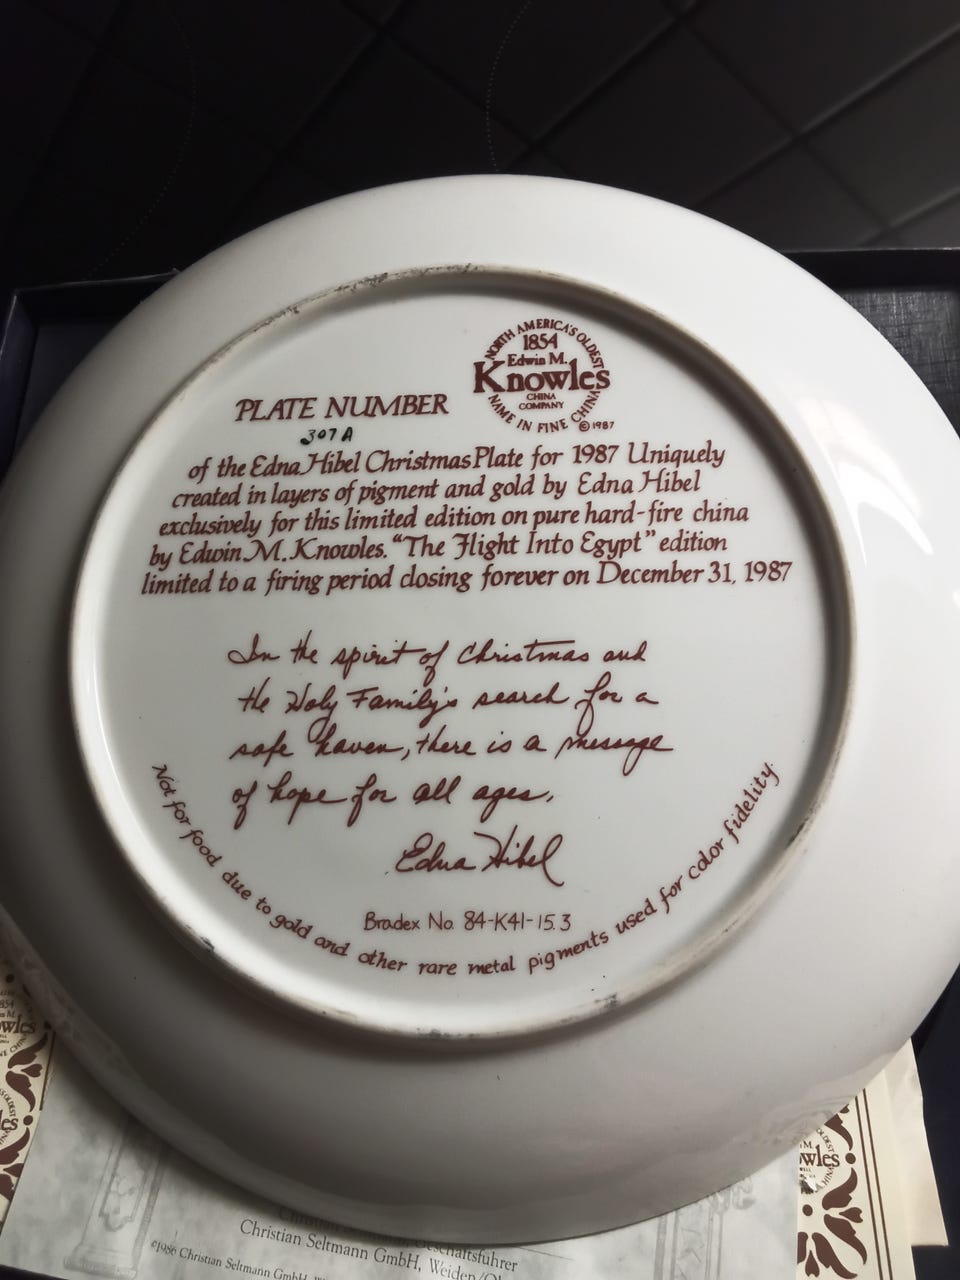 NORTH AMERICA'S OLDEST
1854
Edwin M.
Knowles
CHINA
COMPANY
NAME IN FINE CHINA
©1987
PLATE NUMBER
307A
of the Edna Hibel Christmas Plate for 1987 Uniquely
created in layers of pigment and gold by Edna Hibel
exclusively for this limited edition on pure hard-fire china
by Edwin M. Knowles. "The Flight Into Egypt" edition
limited to a firing period closing forever on December 31, 1987
In the spirit of Christmas and
the Holy Family's search for a
safe haven, there is a message
of hope for all ages.
Edna Hibel
Bradex No. 84-K41-15.3
Not for food due to gold and other rare metal pigments used for color fidelity.
Geschäftsführer
Christian Seltmann GmbH, Weiden
©1986 Christian Seltmann GmbH,